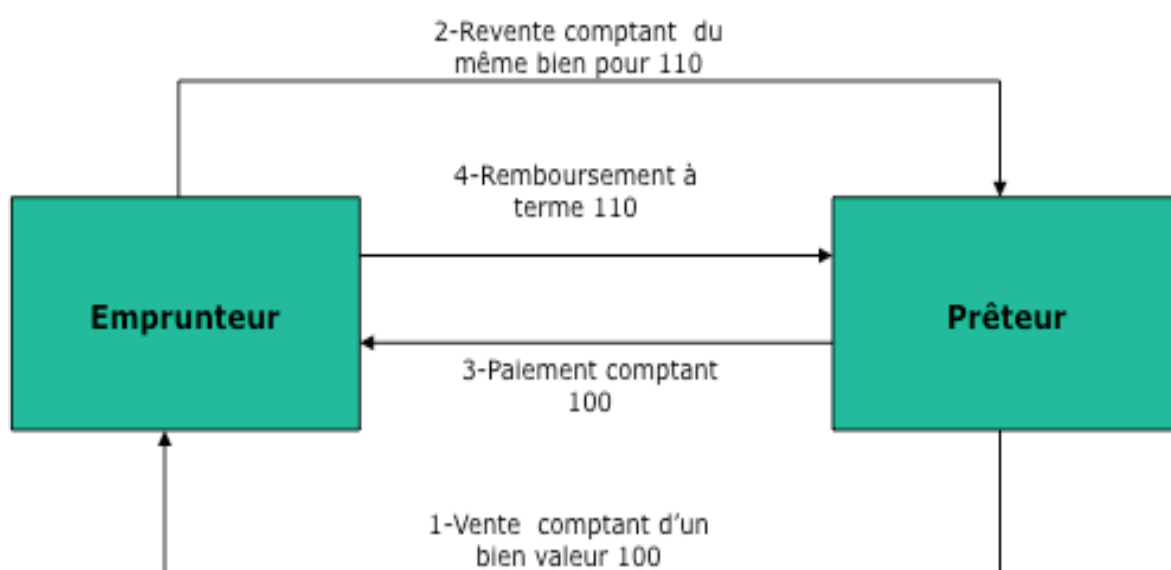 2-Revente comptant du
même bien pour 110
4-Remboursement à
terme 110
Emprunteur
Prêteur
3-Paiement comptant
100
1-Vente comptant d'un
bien valeur 100